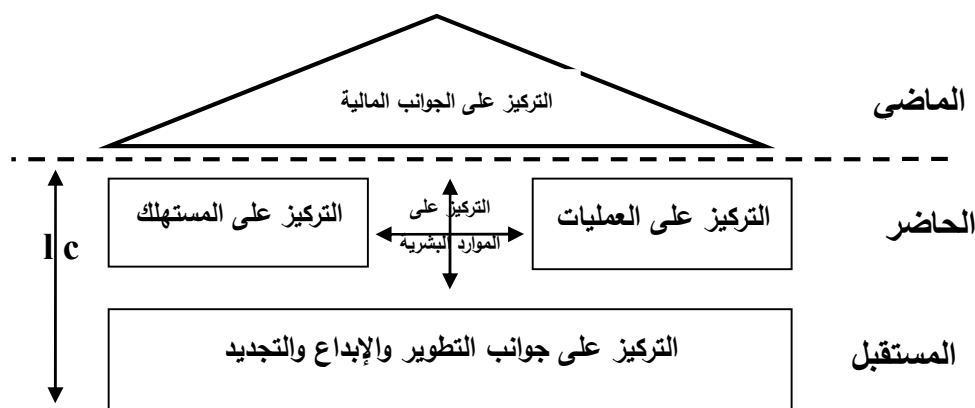 الماضي
التركيز على الجوانب المالية
الحاضر
التركيز على العمليات
التركيز على
الموارد البشرية
التركيز على المستهلك
I c
المستقبل
التركيز على جوانب التطوير والإبداع والتجديد